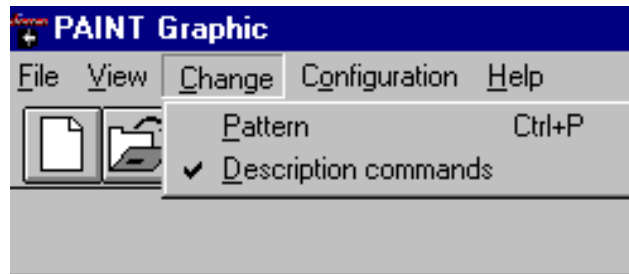 PAINT Graphic
File View Change Configuration Help
Pattern Ctrl+P
Description commands